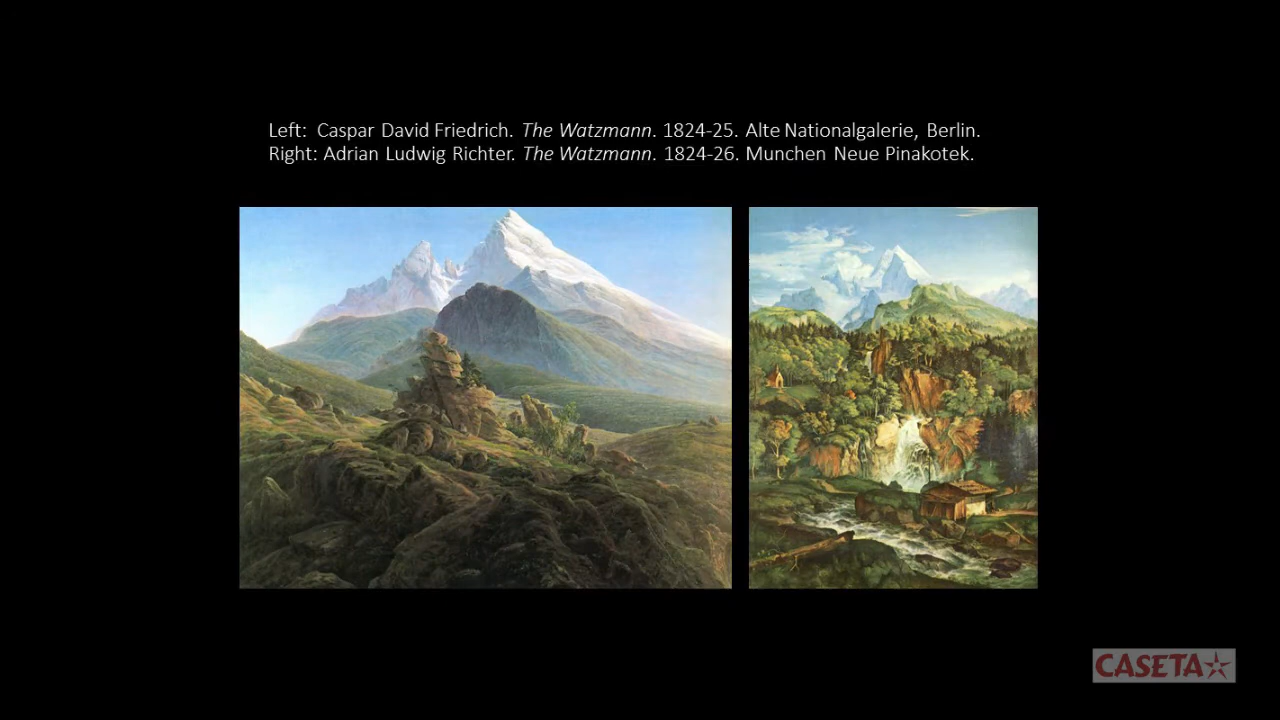 Left: Caspar David Friedrich. The Watzmann. 1824-25. Alte Nationalgalerie, Berlin.
Right: Adrian Ludwig Richter. The Watzmann. 1824-26. Munchen Neue Pinakotek.
CASETA